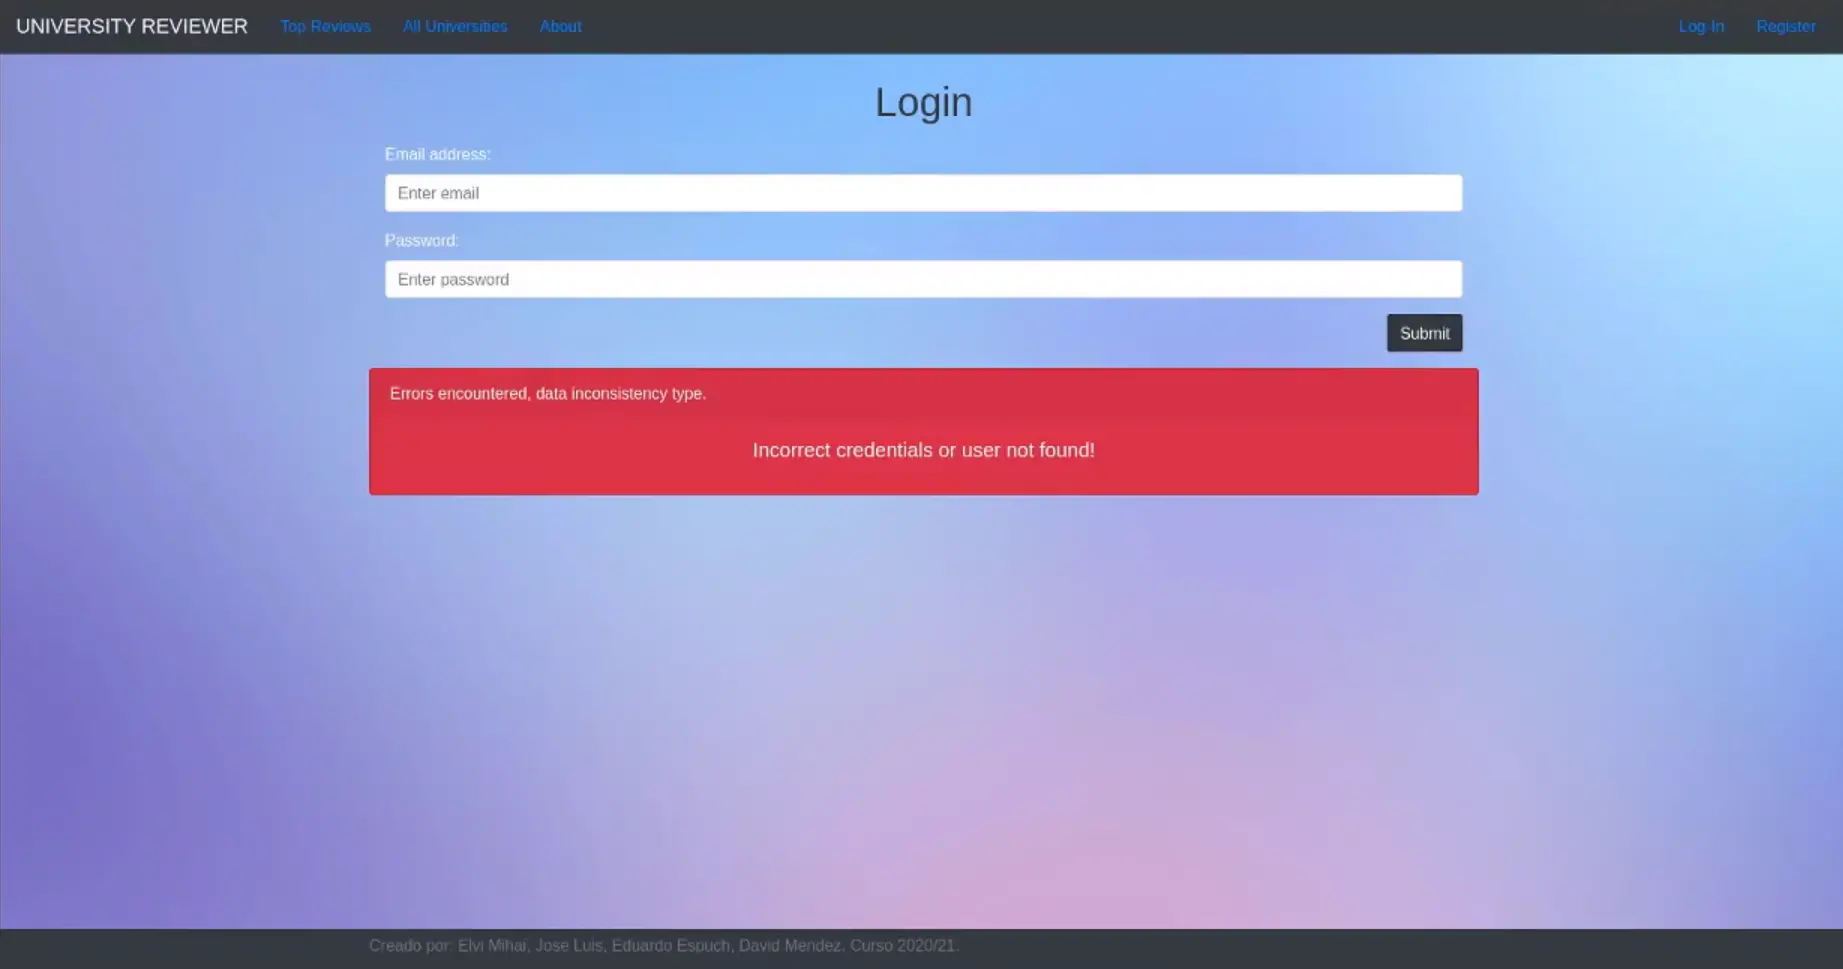 UNIVERSITY REVIEWER Top Reviews All Universities About Log In Register
Login
Email address:
Enter email
Password:
Enter password
Submit
Errors encountered, data inconsistency type.
Incorrect credentials or user not found!
Creado por: Elvi Mihai, Jose Luis, Eduardo Espuch, David Mendez. Curso 2020/21.